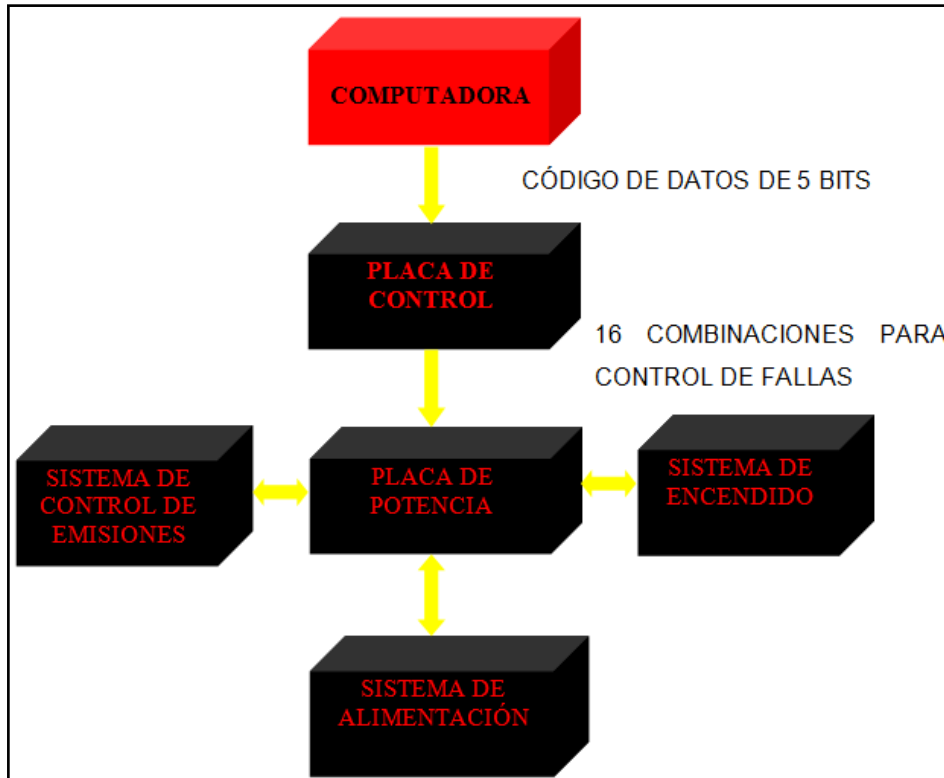 COMPUTADORA
CÓDIGO DE DATOS DE 5 BITS
PLACA DE
CONTROL
16 COMBINACIONES PARA
CONTROL DE FALLAS
SISTEMA DE
CONTROL DE
EMISIONES
PLACA DE
POTENCIA
SISTEMA DE
ENCENDIDO
SISTEMA DE
ALIMENTACIÓN